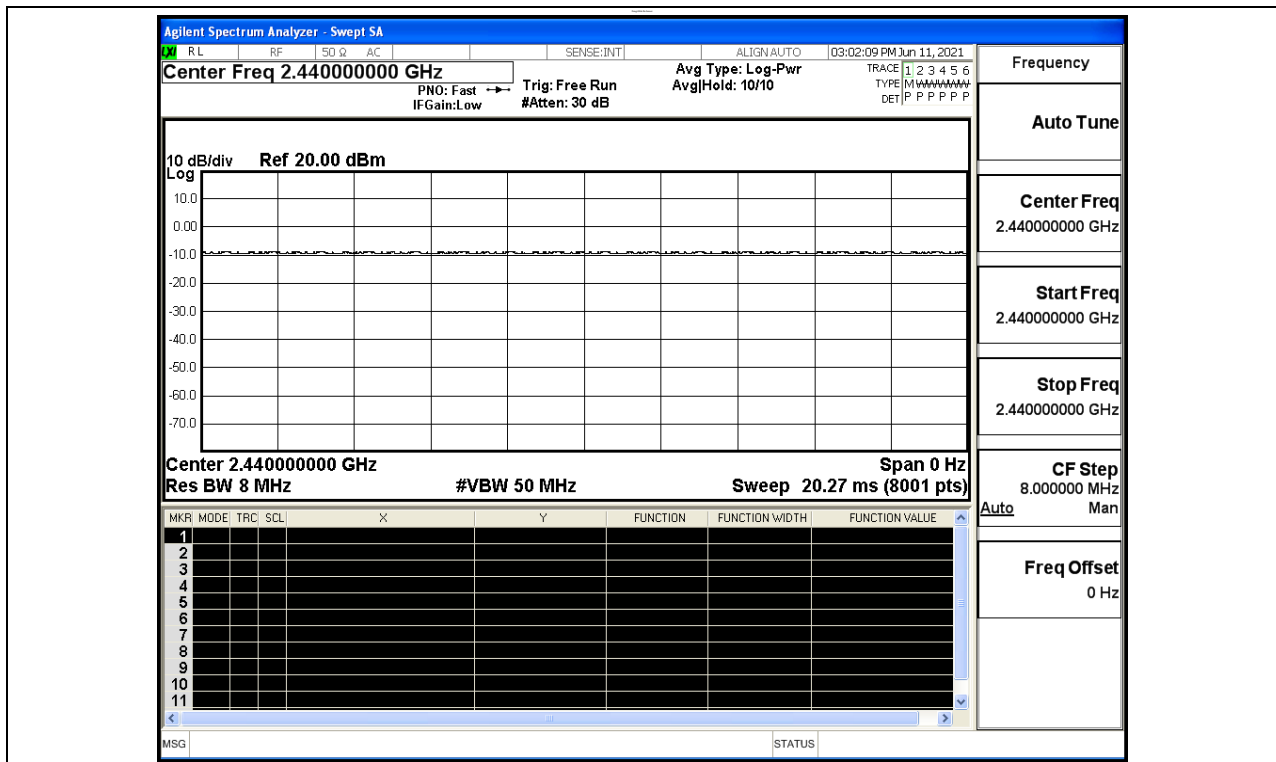 Agilent Spectrum Analyzer - Swept SA
LXI RL RF 50 Ω AC SENSE:INT ALIGN AUTO 03:02:09 PM Jun 11, 2021
Center Freq 2.440000000 GHz
PNO: Fast
IFGain:Low
Trig: Free Run
#Atten: 30 dB
Avg Type: Log-Pwr
Avg|Hold: 10/10
TRACE 1 2 3 4 5 6
TYPE M WWWWW
DET P P P P P P
Frequency
Auto Tune
Center Freq
2.440000000 GHz
Start Freq
2.440000000 GHz
Stop Freq
2.440000000 GHz
CF Step
8.000000 MHz
Auto Man
Freq Offset
0 Hz
10 dB/div Ref 20.00 dBm
Log
10.0
0.00
-10.0
-20.0
-30.0
-40.0
-50.0
-60.0
-70.0
Center 2.440000000 GHz Span 0 Hz
Res BW 8 MHz #VBW 50 MHz Sweep 20.27 ms (8001 pts)
MKR MODE TRC SCL X Y FUNCTION FUNCTION WIDTH FUNCTION VALUE
1
2
3
4
5
6
7
8
9
10
11
MSG STATUS